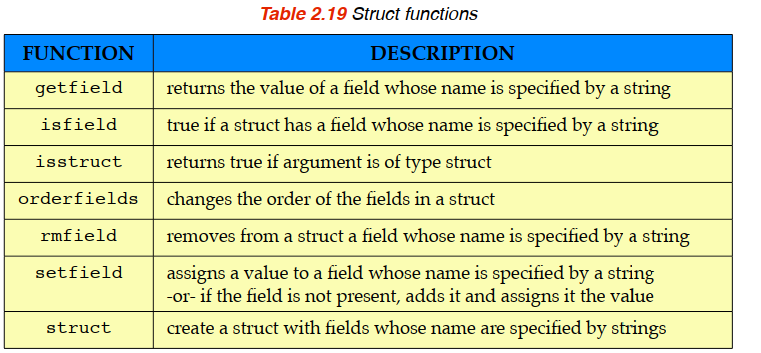 Table 2.19 Struct functions
FUNCTION DESCRIPTION
getfield returns the value of a field whose name is specified by a string
isfield true if a struct has a field whose name is specified by a string
isstruct returns true if argument is of type struct
orderfields changes the order of the fields in a struct
rmfield removes from a struct a field whose name is specified by a string
setfield assigns a value to a field whose name is specified by a string
-or- if the field is not present, adds it and assigns it the value
struct create a struct with fields whose name are specified by strings